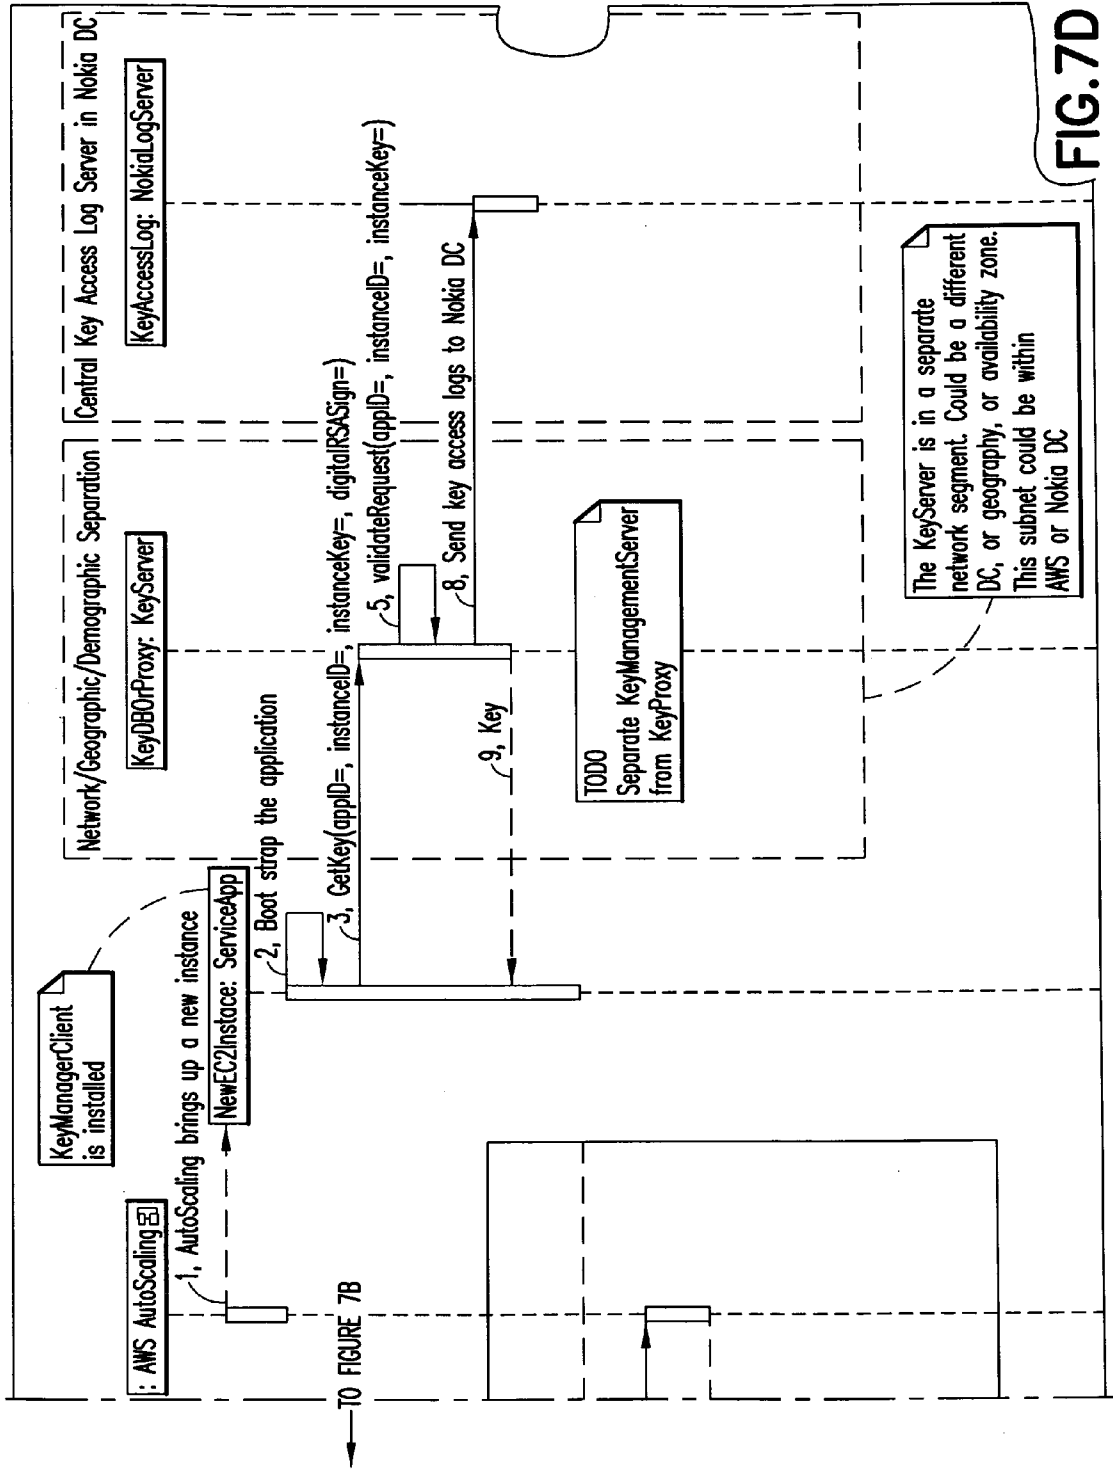 Network/Geographic/Demographic Separation
Central Key Access Log Server in Nokia DC
KeyManagerClient
is installed
: AWS AutoScaling
KeyDBOrProxy: KeyServer
KeyAccessLog: NokiaLogServer
1, AutoScaling brings up a new instance
NewEC2Instace: ServiceApp
2, Boot strap the application
3, GetKey(appID=, instanceID=, instanceKey=, digitalRSASign=)
5, validateRequest(appID=, instanceID=, instanceKey=)
8, Send key access logs to Nokia DC
9, Key
TO FIGURE 7B
TODO
Separate KeyManagementServer
from KeyProxy
The KeyServer is in a separate
network segment. Could be a different
DC, or geography, or availability zone.
This subnet could be within
AWS or Nokia DC
FIG.7D